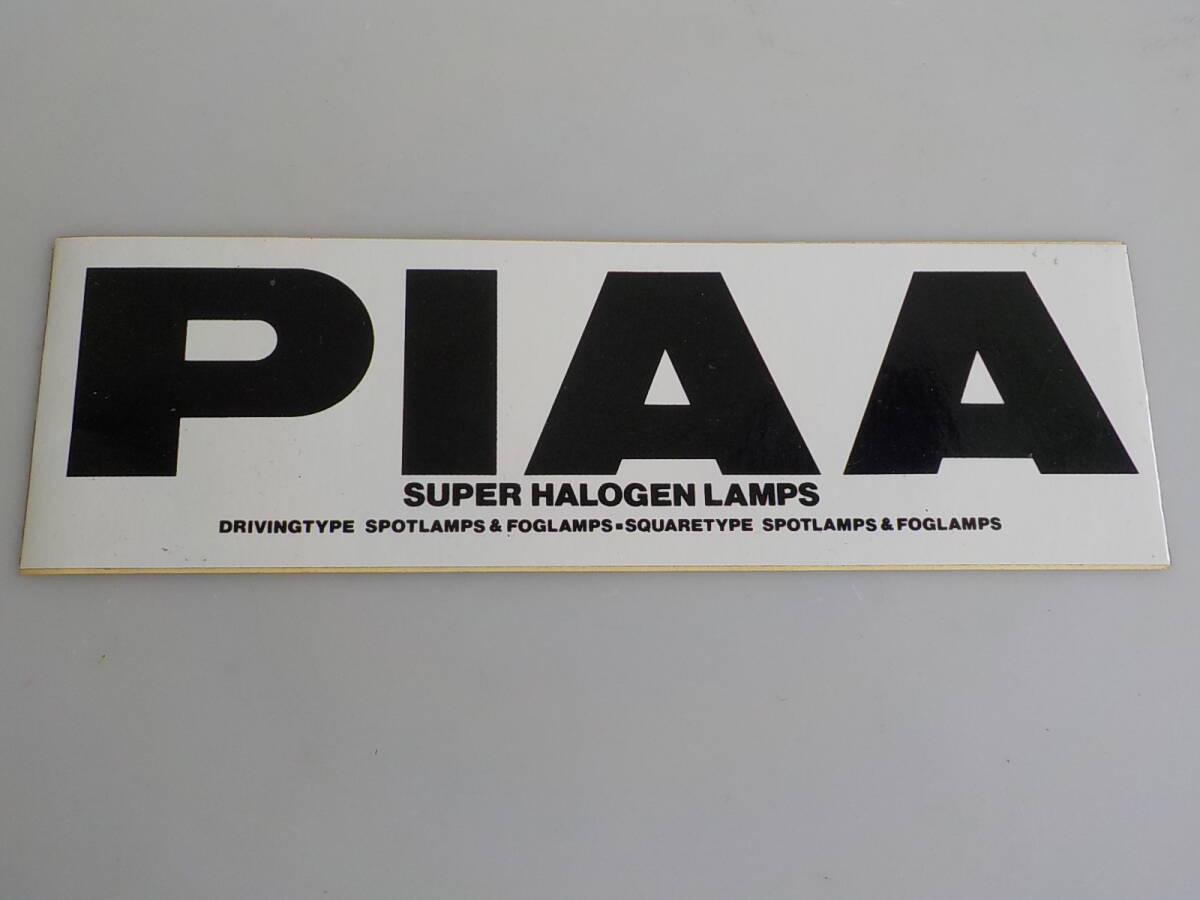 PIAA
SUPER HALOGEN LAMPS
DRIVINGTYPE SPOTLAMPS & FOGLAMPS▪SQUARETYPE SPOTLAMPS & FOGLAMPS